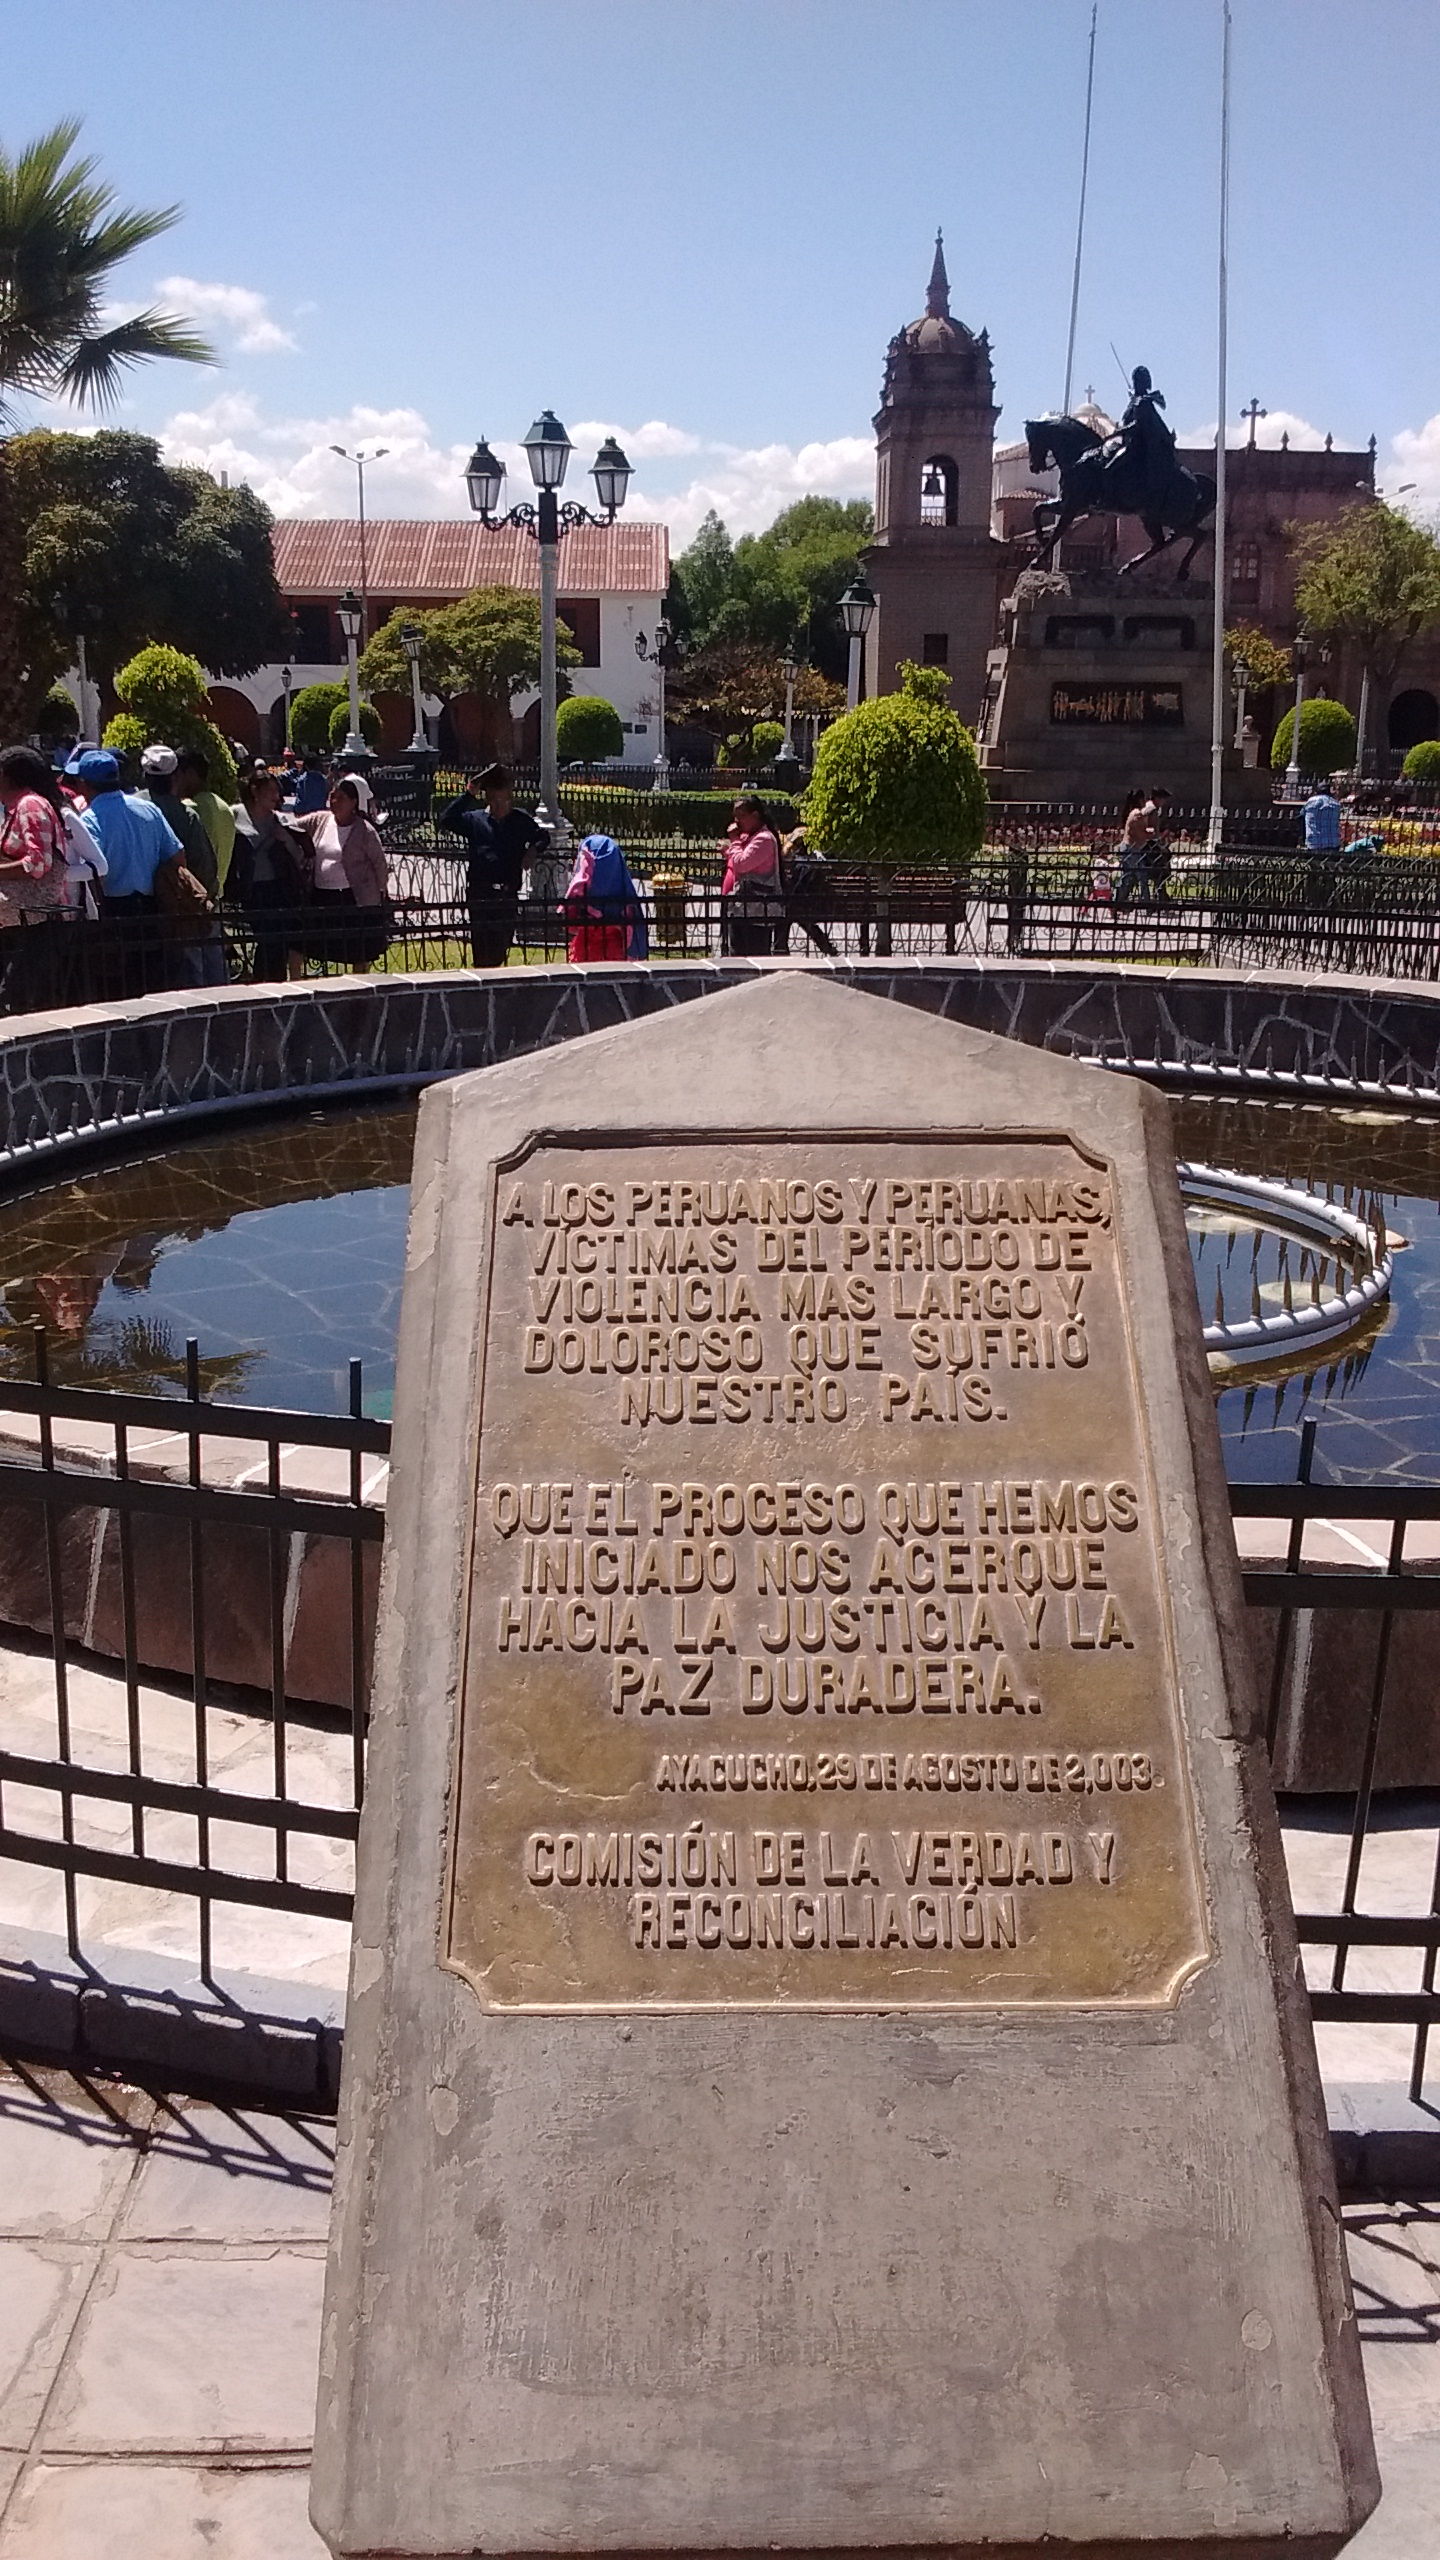 A LOS PERUANOS Y PERUANAS,
VÍCTIMAS DEL PERÍODO DE
VIOLENCIA MAS LARGO Y
DOLOROSO QUE SUFRIÓ
NUESTRO PAÍS.
QUE EL PROCESO QUE HEMOS
INICIADO NOS ACERQUE
HACIA LA JUSTICIA Y LA
PAZ DURADERA.
AYACUCHO, 29 DE AGOSTO DE 2,003.
COMISIÓN DE LA VERDAD Y
RECONCILIACIÓN